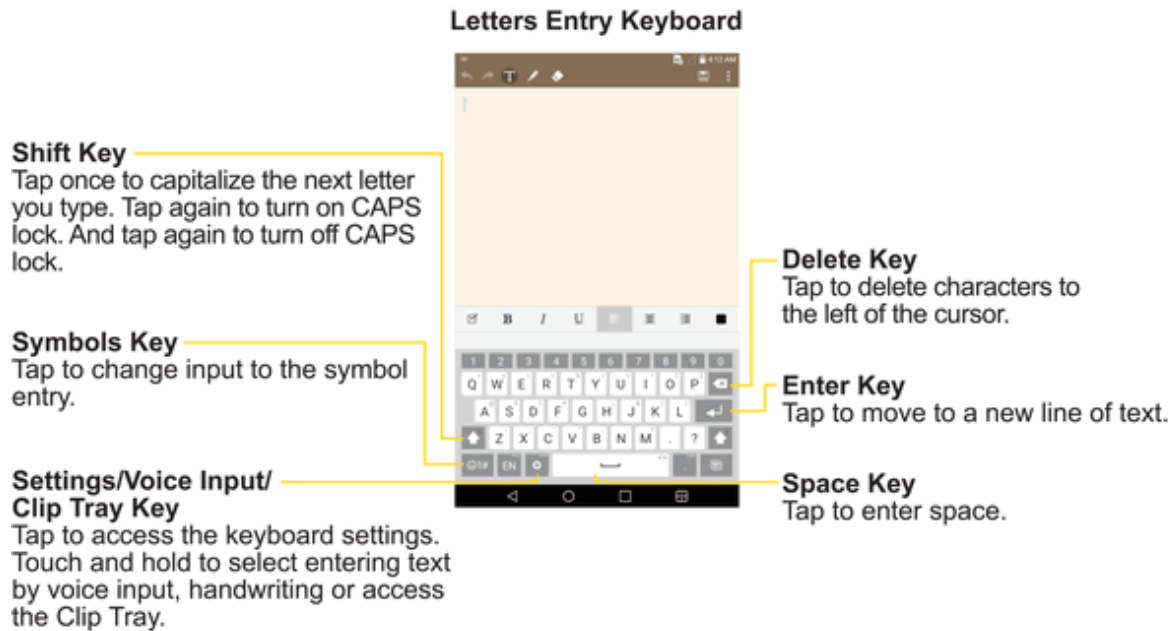 Letters Entry Keyboard
4:12 AM
T
Shift Key
Tap once to capitalize the next letter
you type. Tap again to turn on CAPS
lock. And tap again to turn off CAPS
lock.
Symbols Key
Tap to change input to the symbol
entry.
Settings/Voice Input/
Clip Tray Key
Tap to access the keyboard settings.
Touch and hold to select entering text
by voice input, handwriting or access
the Clip Tray.
B I U
1 2 3 4 5 6 7 8 9 0
Q W E R T Y U I O P
A S D F G H J K L
Z X C V B N M . ?
EN
Delete Key
Tap to delete characters to
the left of the cursor.
Enter Key
Tap to move to a new line of text.
Space Key
Tap to enter space.